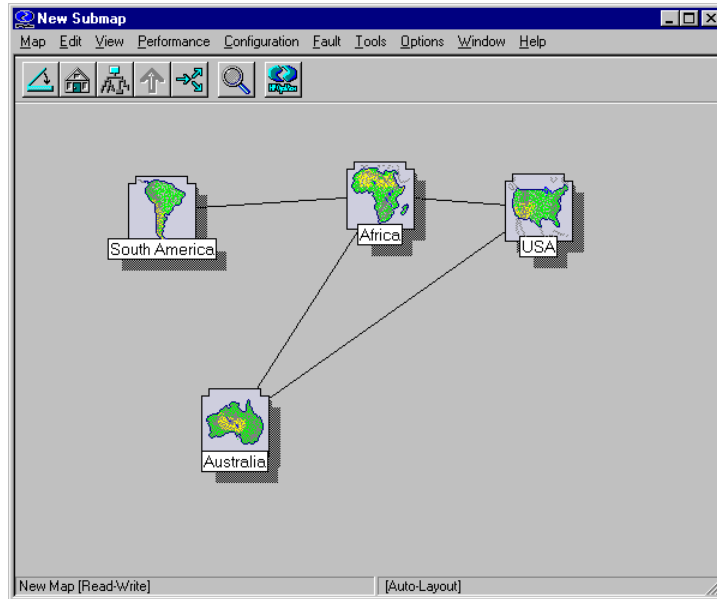 New Submap
Map Edit View Performance Configuration Fault Tools Options Window Help
South America
Africa
USA
Australia
New Map [Read-Write] [Auto-Layout]